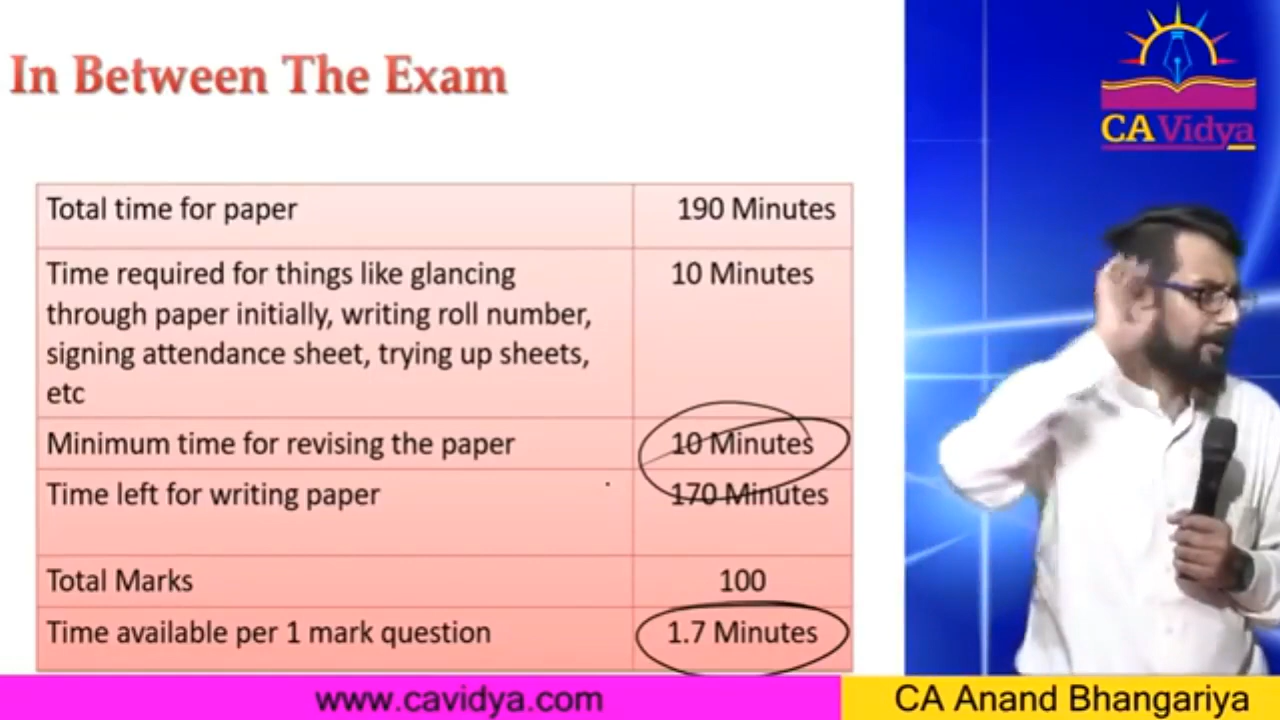 In Between The Exam
CA Vidya
Total time for paper 190 Minutes
Time required for things like glancing 10 Minutes
through paper initially, writing roll number,
signing attendance sheet, trying up sheets,
etc
Minimum time for revising the paper 10 Minutes
Time left for writing paper 170 Minutes
Total Marks 100
Time available per 1 mark question 1.7 Minutes
www.cavidya.com CA Anand Bhangariya